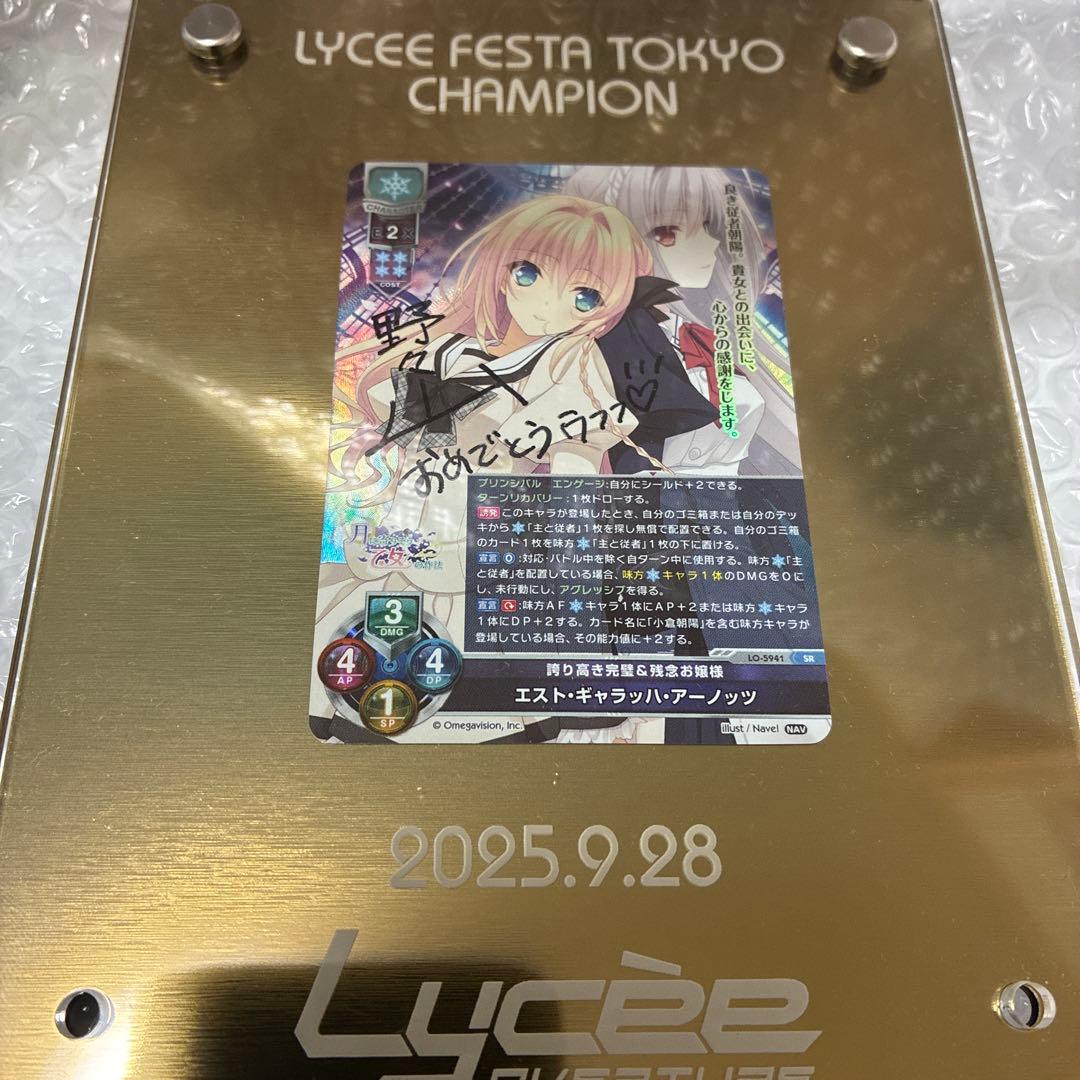 LYCEE FESTA TOKYO
CHAMPION
CHARACTER
E 2 X
COST
良き従者朝陽。貴女との出会いに、
心からの感謝をします。
野々
おめでとうウフフ♡
プリンシパル エンゲージ:自分にシールド+2できる。
ターンリカバリー:1枚ドローする。
誘発 このキャラが登場したとき、自分のゴミ箱または自分のデッ
キから「主と従者」1枚を探し無償で配置できる。自分のゴミ箱
のカード1枚を味方「主と従者」1枚の下に置ける。
宣言 0:対応・バトル中を除く自ターン中に使用する。味方「主
と従者」を配置している場合、味方キャラ1体のDMGを0に
し、未行動にし、アグレッシブを得る。
宣言:味方AFキャラ1体にAP+2または味方キャラ
1体にDP+2する。カード名に「小倉朝陽」を含む味方キャラが
登場している場合、その能力値に+2する。
月に寄りそう
乙女の作法
3
DMG
4
AP
4
DP
1
SP
LO-5941 SR
誇り高き完璧&残念お嬢様
エスト・ギャラッハ・アーノッツ
© Omegavision, Inc.
illust / Navel NAV
2025.9.28
Lycèe
OVERTURE